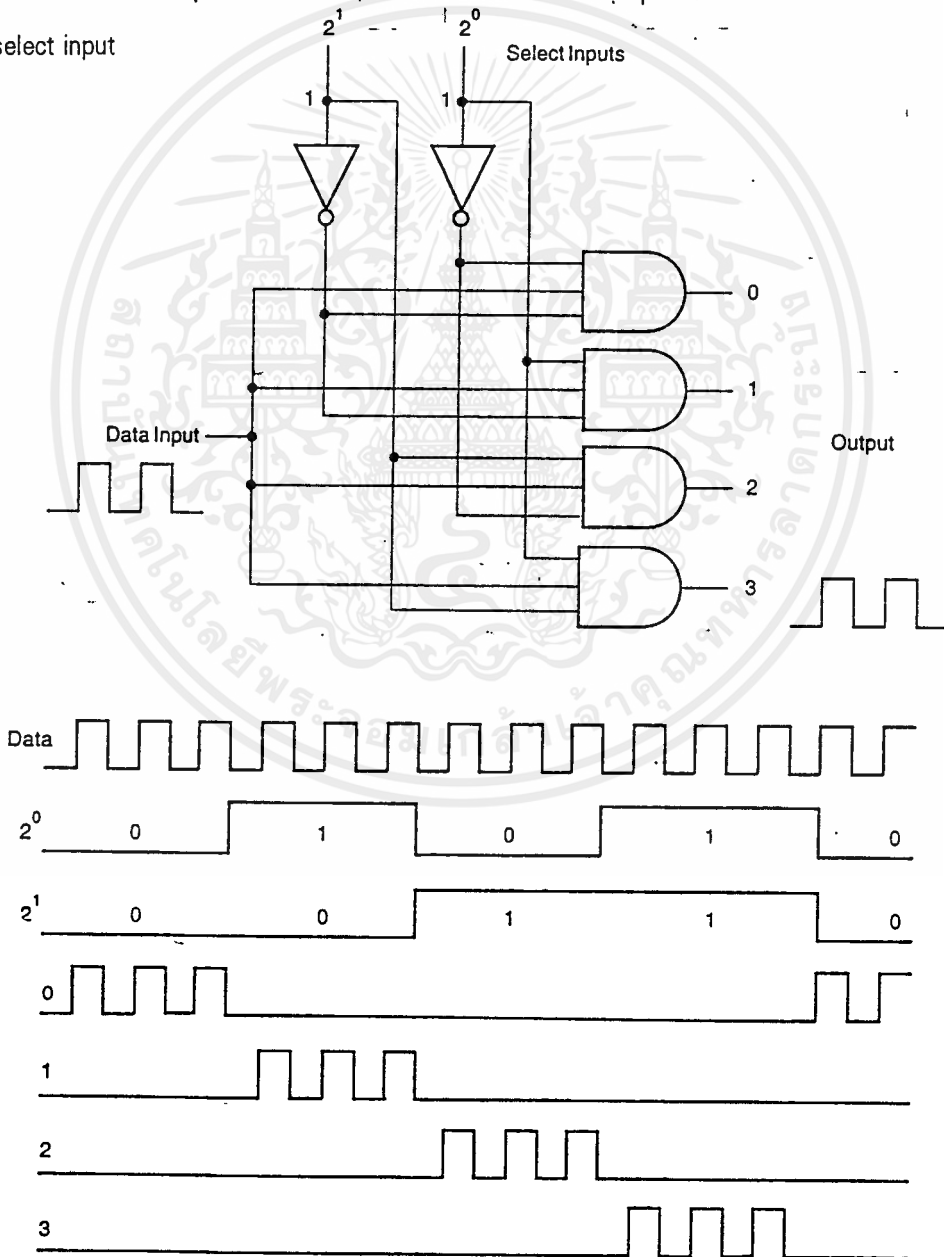 2¹ 2⁰
select input
Select Inputs
1 1
0
1
Data Input
Output
2
3
Data
2⁰ 0 1 0 1 0
2¹ 0 0 1 1 0
0
1
2
3